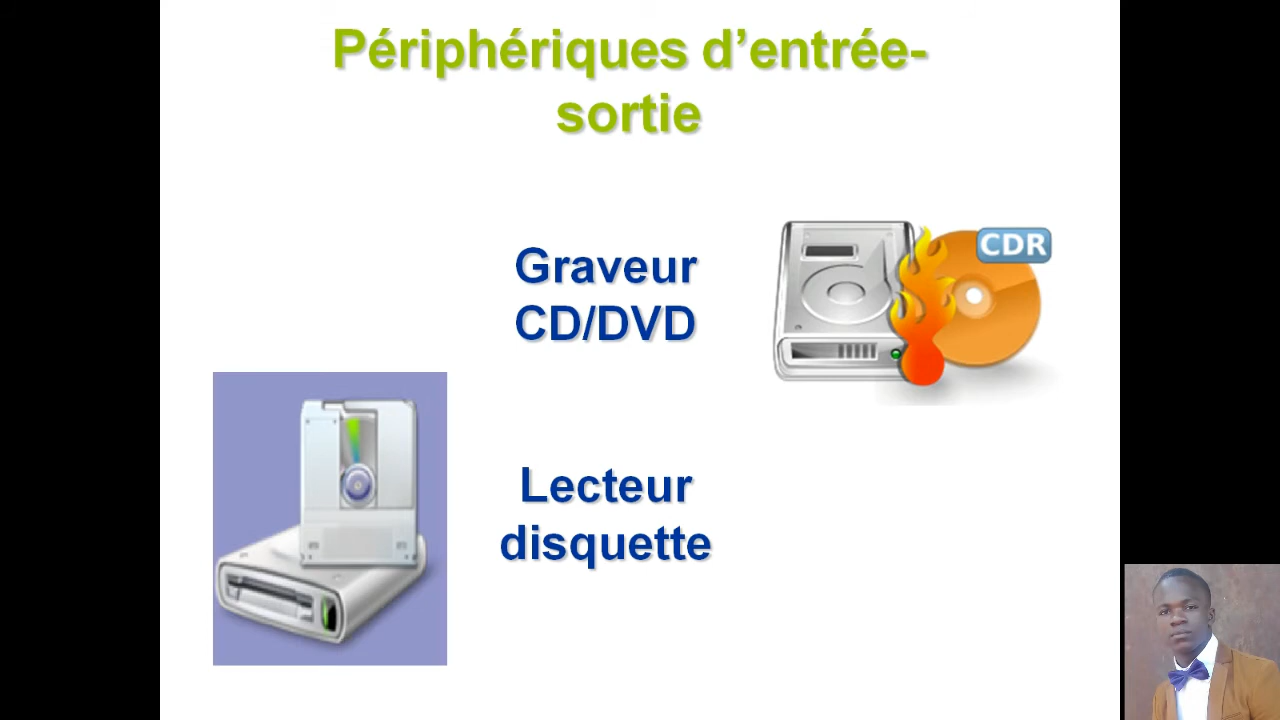 Périphériques d’entrée-
sortie
Graveur
CD/DVD
CDR
Lecteur
disquette